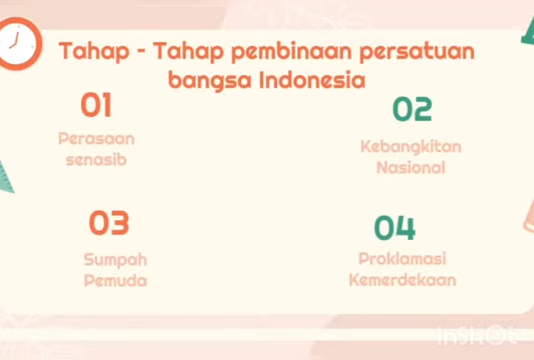 Tahap - Tahap pembinaan persatuan
bangsa Indonesia
01
Perasaan
senasib
02
Kebangkitan
Nasional
03
Sumpah
Pemuda
04
Proklamasi
Kemerdekaan
InShOt